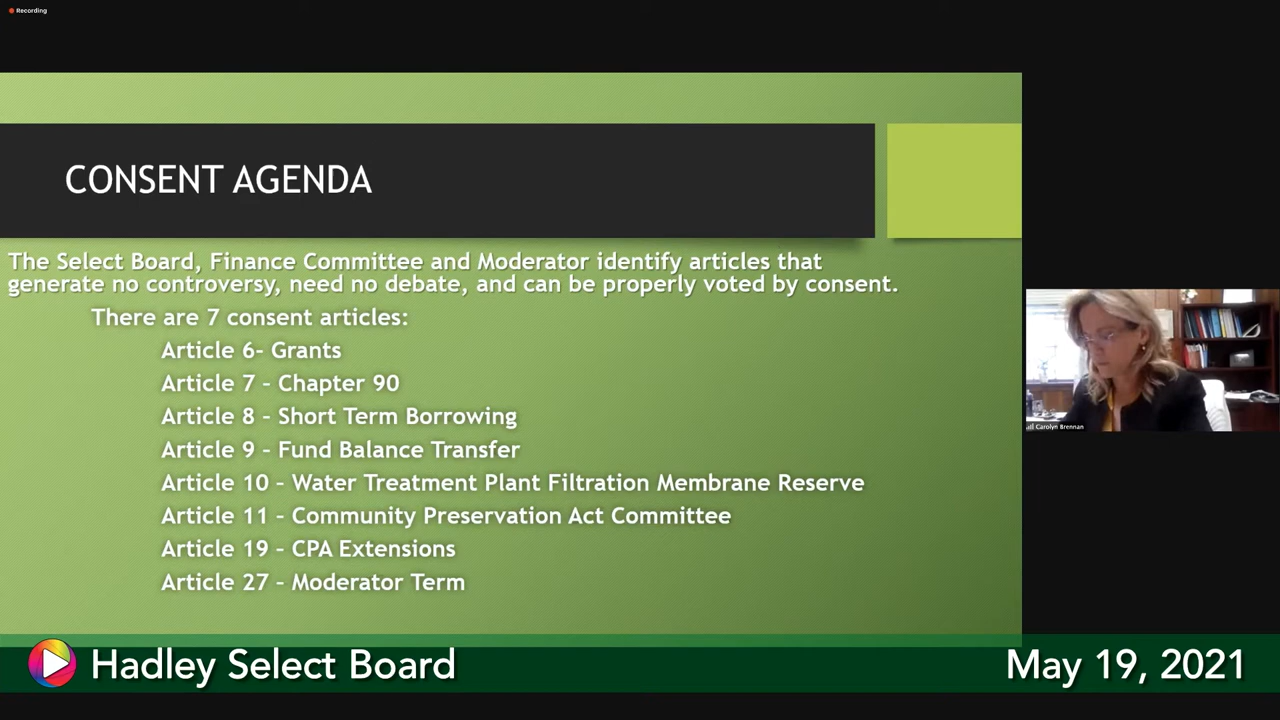 Recording
CONSENT AGENDA
The Select Board, Finance Committee and Moderator identify articles that
generate no controversy, need no debate, and can be properly voted by consent.
There are 7 consent articles:
Article 6- Grants
Article 7 – Chapter 90
Article 8 – Short Term Borrowing
Article 9 – Fund Balance Transfer
Article 10 – Water Treatment Plant Filtration Membrane Reserve
Article 11 – Community Preservation Act Committee
Article 19 – CPA Extensions
Article 27 – Moderator Term
Carolyn Brennan
Hadley Select Board
May 19, 2021